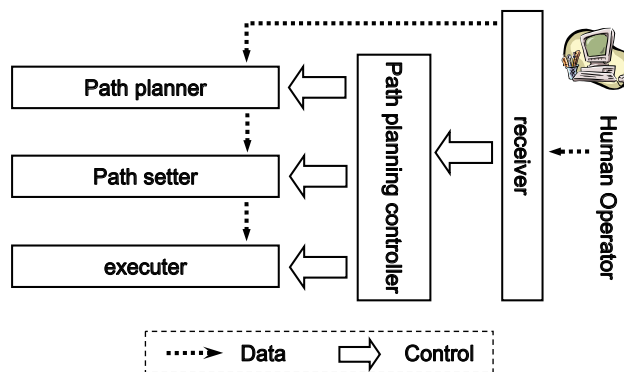 Path planner
Path setter
executer
Path planning controller
receiver
Human Operator
Data
Control